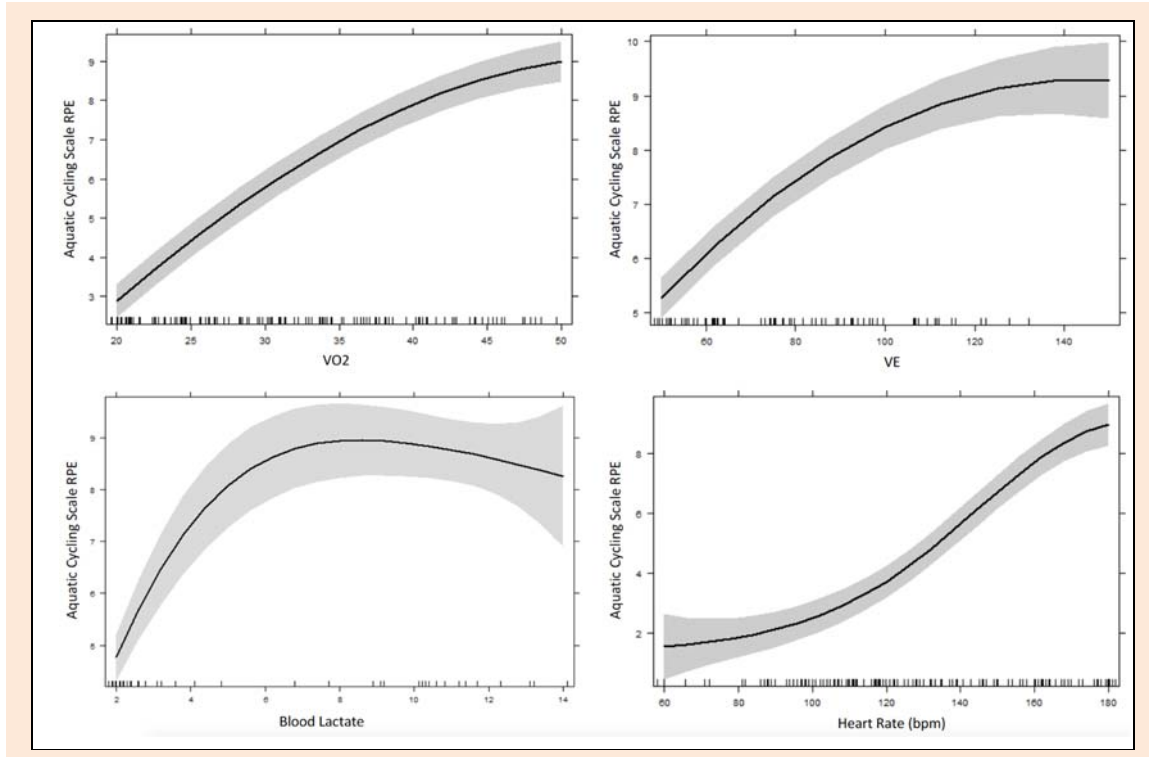 Aquatic Cycling Scale RPE
9
8
7
6
5
4
3
20 25 30 35 40 45 50
VO2
Aquatic Cycling Scale RPE
10
9
8
7
6
5
60 80 100 120 140
VE
Aquatic Cycling Scale RPE
9
8
7
6
5
2 4 6 8 10 12 14
Blood Lactate
Aquatic Cycling Scale RPE
8
6
4
2
60 80 100 120 140 160 180
Heart Rate (bpm)